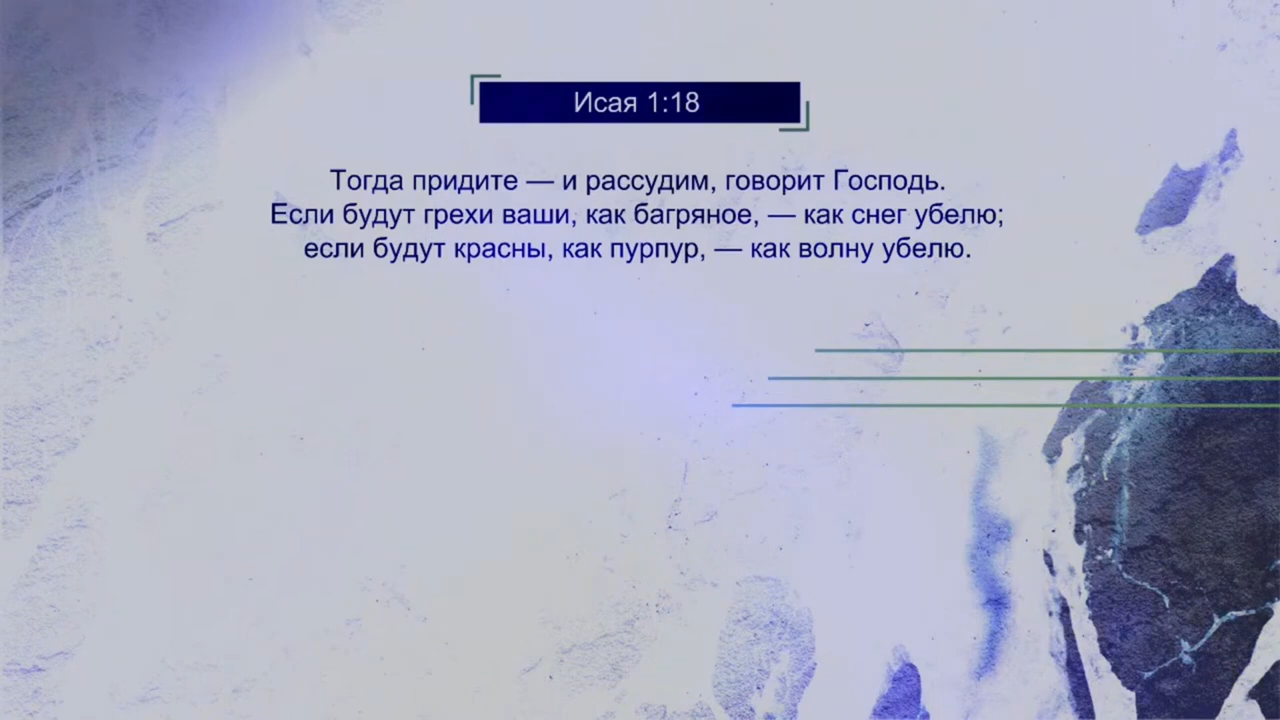 Исая 1:18
Тогда придите — и рассудим, говорит Господь.
Если будут грехи ваши, как багряное, — как снег убелю;
если будут красны, как пурпур, — как волну убелю.